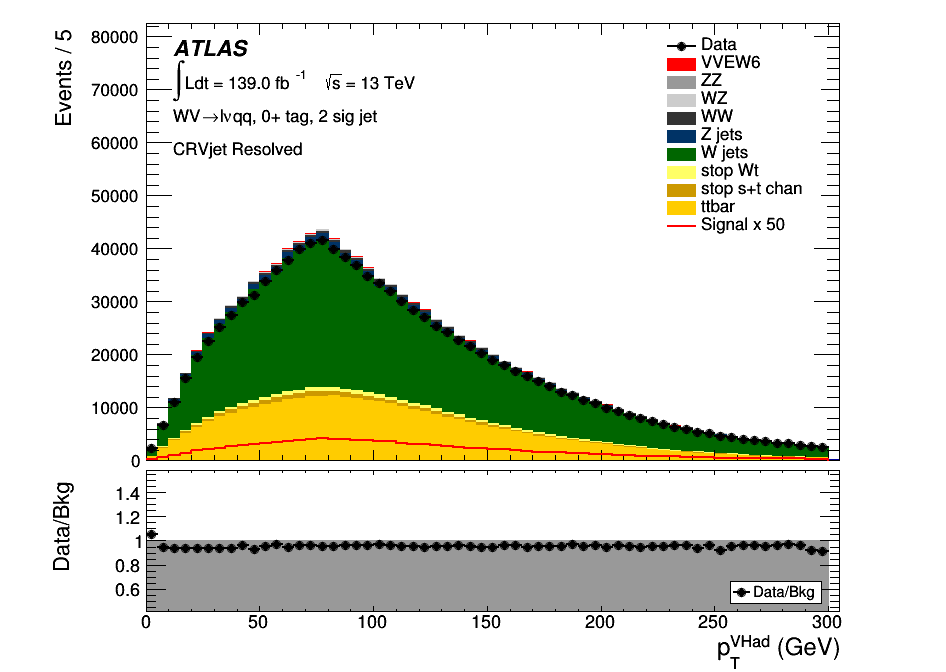 Events / 5
80000
70000
60000
50000
40000
30000
20000
10000
0
ATLAS
∫Ldt = 139.0 fb⁻¹ √s = 13 TeV
WV→lνqq, 0+ tag, 2 sig jet
CRVjet Resolved
Data
VVEW6
ZZ
WZ
WW
Z jets
W jets
stop Wt
stop s+t chan
ttbar
Signal x 50
Data/Bkg
1.4
1.2
1
0.8
0.6
Data/Bkg
0 50 100 150 200 250 300
p_T^VHad (GeV)